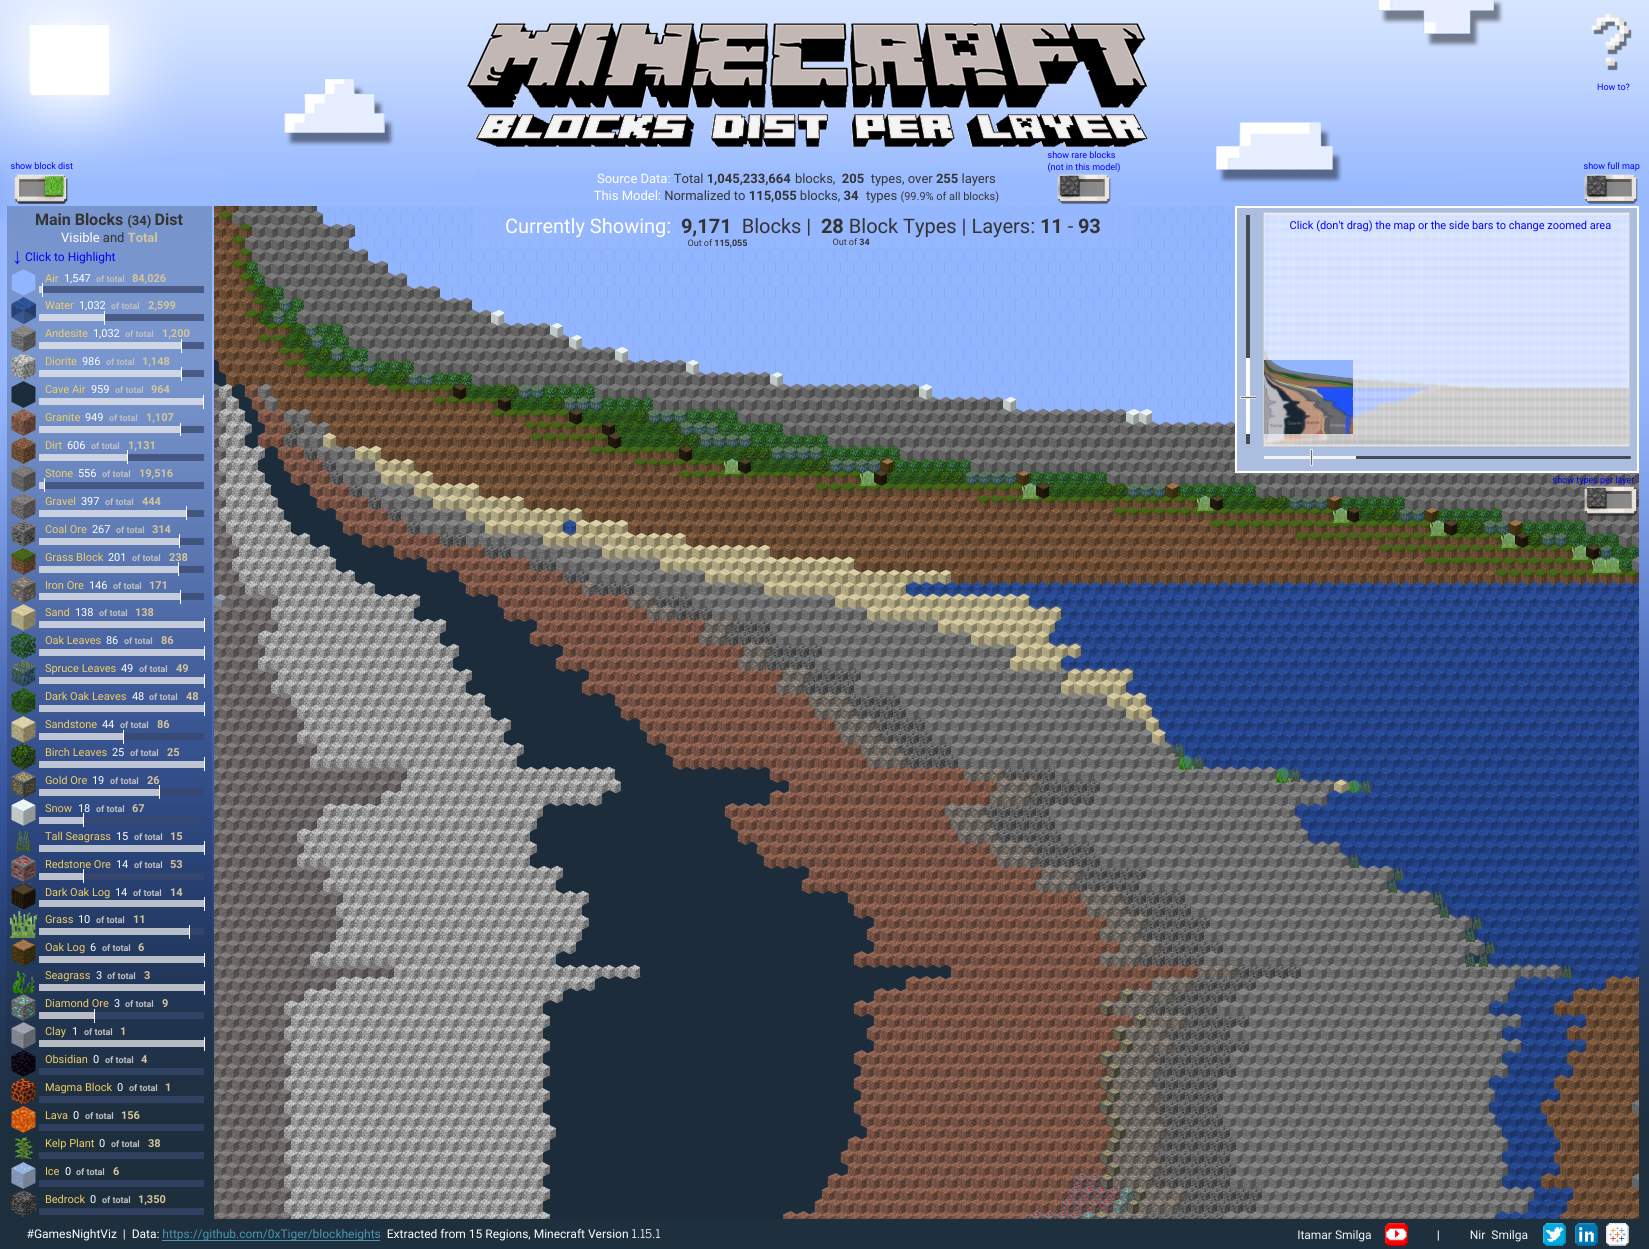 MINECRAFT
BLOCKS DIST PER LAYER
?
How to?
show block dist
show rare blocks
(not in this model)
show full map
Source Data: Total 1,045,233,664 blocks, 205 types, over 255 layers
This Model: Normalized to 115,055 blocks, 34 types (99.9% of all blocks)
Currently Showing: 9,171 Blocks | 28 Block Types | Layers: 11 - 93
Out of 115,055 Out of 34
Click (don't drag) the map or the side bars to change zoomed area
show types per layer
Main Blocks (34) Dist
Visible and Total
↓ Click to Highlight
Air 1,547 of total 84,026
Water 1,032 of total 2,599
Andesite 1,032 of total 1,200
Diorite 986 of total 1,148
Cave Air 959 of total 964
Granite 949 of total 1,107
Dirt 606 of total 1,131
Stone 556 of total 19,516
Gravel 397 of total 444
Coal Ore 267 of total 314
Grass Block 201 of total 238
Iron Ore 146 of total 171
Sand 138 of total 138
Oak Leaves 86 of total 86
Spruce Leaves 49 of total 49
Dark Oak Leaves 48 of total 48
Sandstone 44 of total 86
Birch Leaves 25 of total 25
Gold Ore 19 of total 26
Snow 18 of total 67
Tall Seagrass 15 of total 15
Redstone Ore 14 of total 53
Dark Oak Log 14 of total 14
Grass 10 of total 11
Oak Log 6 of total 6
Seagrass 3 of total 3
Diamond Ore 3 of total 9
Clay 1 of total 1
Obsidian 0 of total 4
Magma Block 0 of total 1
Lava 0 of total 156
Kelp Plant 0 of total 38
Ice 0 of total 6
Bedrock 0 of total 1,350
#GamesNightViz | Data: https://github.com/0xTiger/blockheights Extracted from 15 Regions, Minecraft Version 1.15.1
Itamar Smilga | Nir Smilga in